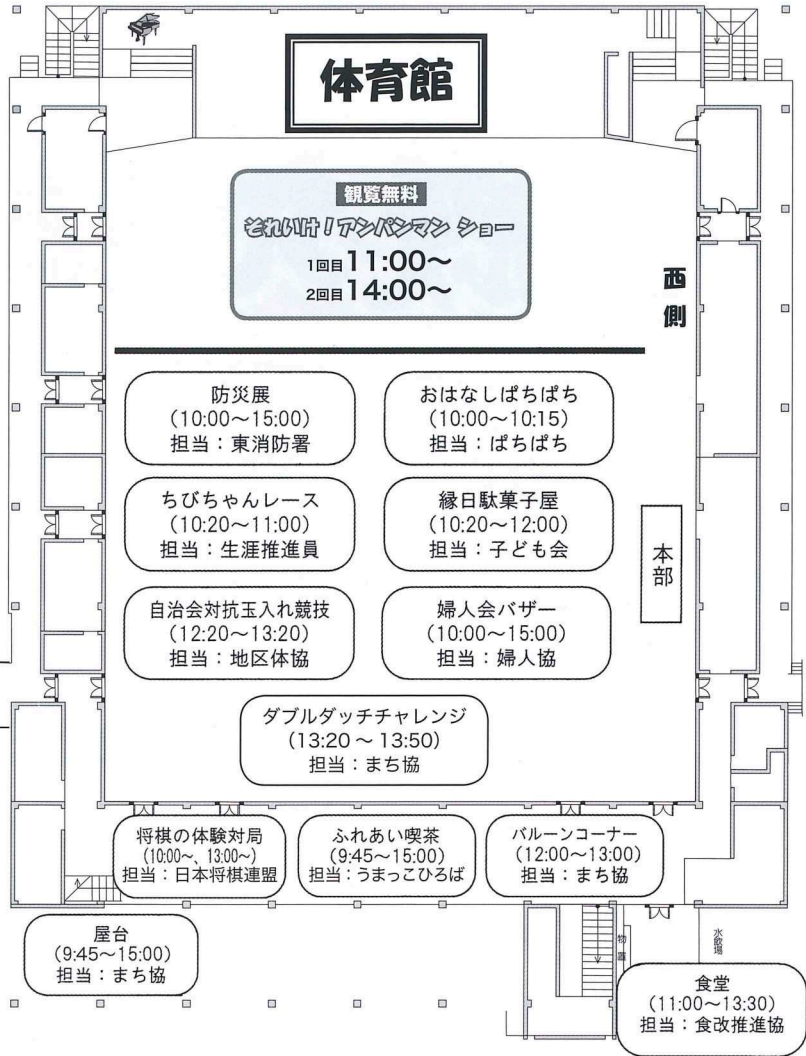 体育館
観覧無料
それいけ！アンパンマン ショー
1回目 11:00～
2回目 14:00～
西側
防災展
(10:00～15:00)
担当：東消防署
おはなしぱちぱち
(10:00～10:15)
担当：ぱちぱち
ちびちゃんレース
(10:20～11:00)
担当：生涯推進員
縁日駄菓子屋
(10:20～12:00)
担当：子ども会
本部
自治会対抗玉入れ競技
(12:20～13:20)
担当：地区体協
婦人会バザー
(10:00～15:00)
担当：婦人協
ダブルダッチチャレンジ
(13:20 ～ 13:50)
担当：まち協
将棋の体験対局
(10:00～、13:00～)
担当：日本将棋連盟
ふれあい喫茶
(9:45～15:00)
担当：うまっこひろば
バルーンコーナー
(12:00～13:00)
担当：まち協
屋台
(9:45～15:00)
担当：まち協
物置
水飲場
食堂
(11:00～13:30)
担当：食改推進協